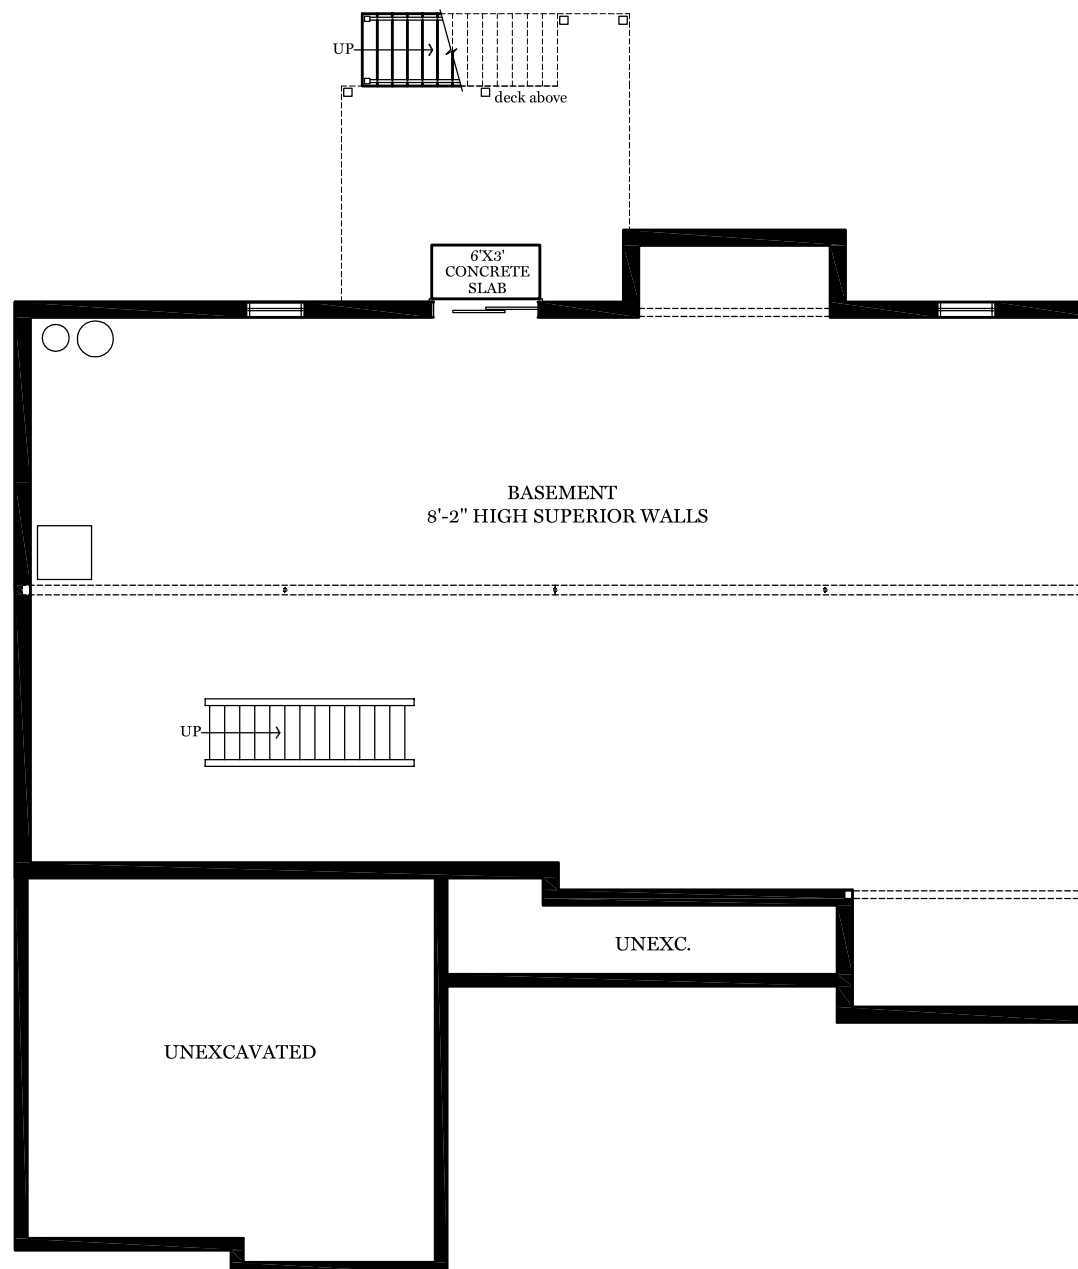 UP
deck above
6'X3'
CONCRETE
SLAB
BASEMENT
8'-2" HIGH SUPERIOR WALLS
UP
UNEXC.
UNEXCAVATED